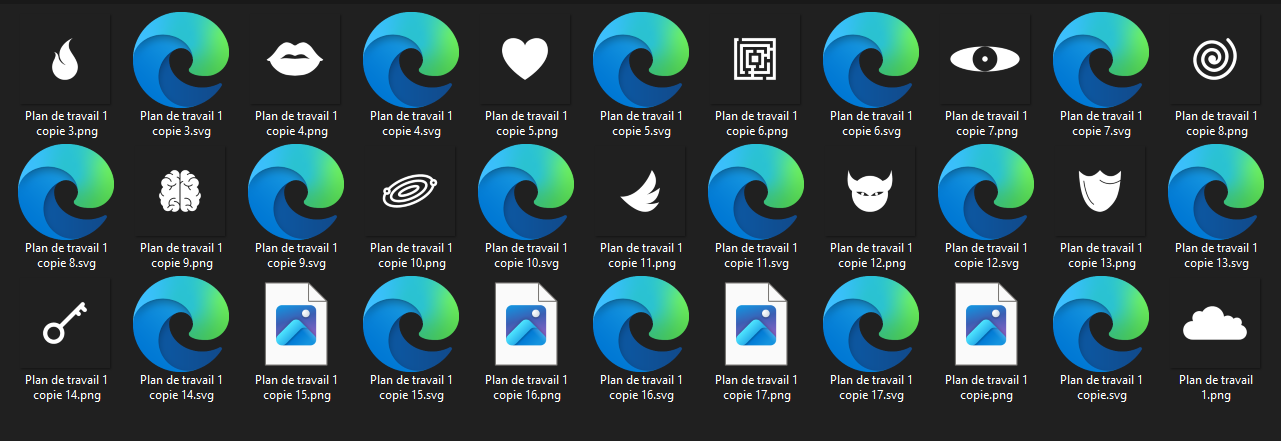 Plan de travail 1
copie 3.png
Plan de travail 1
copie 3.svg
Plan de travail 1
copie 4.png
Plan de travail 1
copie 4.svg
Plan de travail 1
copie 5.png
Plan de travail 1
copie 5.svg
Plan de travail 1
copie 6.png
Plan de travail 1
copie 6.svg
Plan de travail 1
copie 7.png
Plan de travail 1
copie 7.svg
Plan de travail 1
copie 8.png
Plan de travail 1
copie 8.svg
Plan de travail 1
copie 9.png
Plan de travail 1
copie 9.svg
Plan de travail 1
copie 10.png
Plan de travail 1
copie 10.svg
Plan de travail 1
copie 11.png
Plan de travail 1
copie 11.svg
Plan de travail 1
copie 12.png
Plan de travail 1
copie 12.svg
Plan de travail 1
copie 13.png
Plan de travail 1
copie 13.svg
Plan de travail 1
copie 14.png
Plan de travail 1
copie 14.svg
Plan de travail 1
copie 15.png
Plan de travail 1
copie 15.svg
Plan de travail 1
copie 16.png
Plan de travail 1
copie 16.svg
Plan de travail 1
copie 17.png
Plan de travail 1
copie 17.svg
Plan de travail 1
copie.png
Plan de travail 1
copie.svg
Plan de travail
1.png